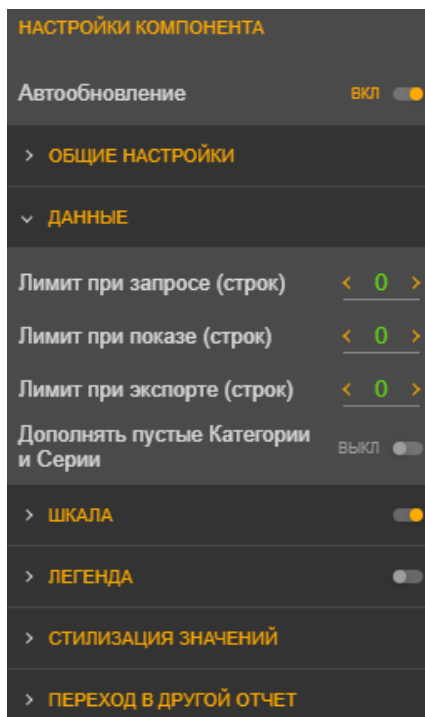 НАСТРОЙКИ КОМПОНЕНТА
Автообновление ВКЛ
> ОБЩИЕ НАСТРОЙКИ
ДАННЫЕ
Лимит при запросе (строк) < 0 >
Лимит при показе (строк) < 0 >
Лимит при экспорте (строк) < 0 >
Дополнять пустые Категории
и Серии ВЫКЛ
> ШКАЛА
> ЛЕГЕНДА
> СТИЛИЗАЦИЯ ЗНАЧЕНИЙ
> ПЕРЕХОД В ДРУГОЙ ОТЧЕТ